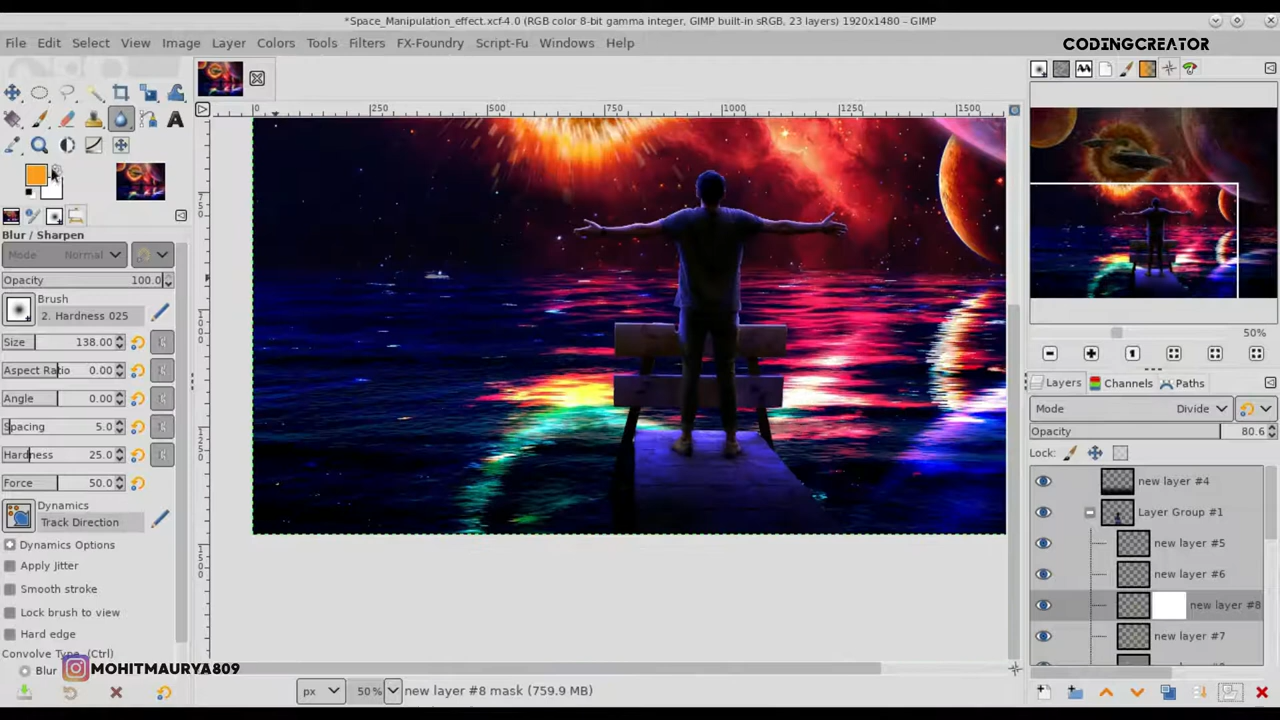 *Space_Manipulation_effect.xcf-4.0 (RGB color 8-bit gamma integer, GIMP built-in sRGB, 23 layers) 1920x1480 – GIMP
File Edit Select View Image Layer Colors Tools Filters FX-Foundry Script-Fu Windows Help
CODINGCREATOR
0 250 500 750 1000 1250 1500
750
1000
1250
1500
Blur / Sharpen
Mode Normal
Opacity 100.0
Brush
2. Hardness 025
Size 138.00
Aspect Ratio 0.00
Angle 0.00
Spacing 5.0
Hardness 25.0
Force 50.0
Dynamics
Track Direction
Dynamics Options
Apply Jitter
Smooth stroke
Lock brush to view
Hard edge
Convolve Type (Ctrl)
Blur
MOHITMAURYA809
px 50% new layer #8 mask (759.9 MB)
50%
Layers Channels Paths
Mode Divide
Opacity 80.6
Lock:
new layer #4
Layer Group #1
new layer #5
new layer #6
new layer #8
new layer #7